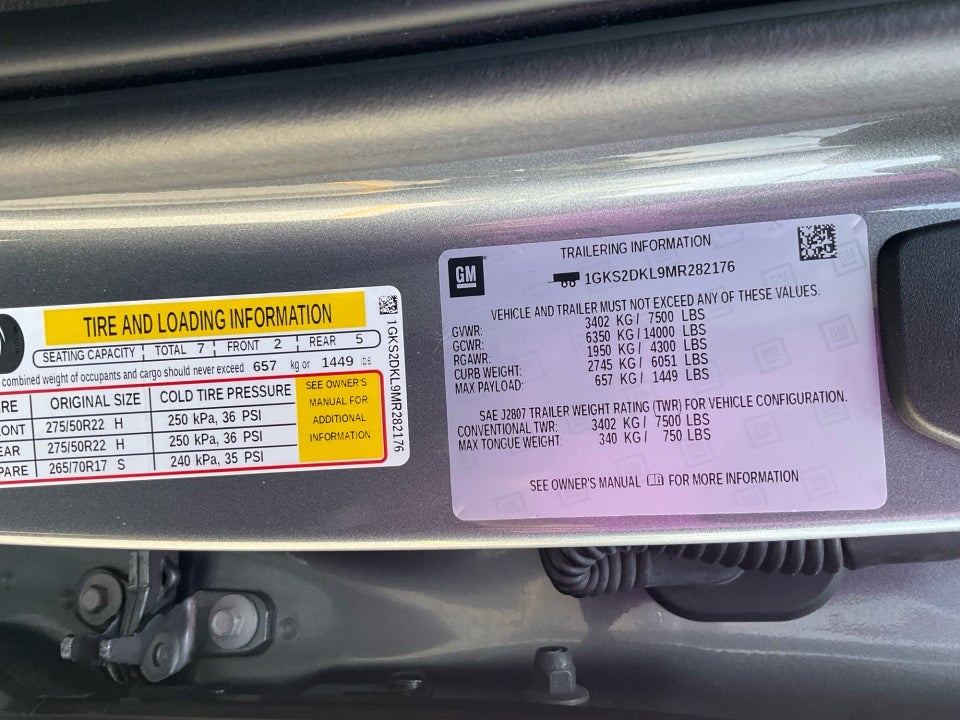 TIRE AND LOADING INFORMATION
SEATING CAPACITY TOTAL 7 FRONT 2 REAR 5
combined weight of occupants and cargo should never exceed 657 kg or 1449 lbs
ORIGINAL SIZE COLD TIRE PRESSURE
275/50R22 H 250 kPa, 36 PSI
275/50R22 H 250 kPa, 36 PSI
265/70R17 S 240 kPa, 35 PSI
SEE OWNER'S
MANUAL FOR
ADDITIONAL
INFORMATION
1GKS2DKL9MR282176
GM
TRAILERING INFORMATION
1GKS2DKL9MR282176
VEHICLE AND TRAILER MUST NOT EXCEED ANY OF THESE VALUES.
GVWR: 3402 KG / 7500 LBS
GCWR: 6350 KG / 14000 LBS
RGAWR: 1950 KG / 4300 LBS
CURB WEIGHT: 2745 KG / 6051 LBS
MAX PAYLOAD: 657 KG / 1449 LBS
SAE J2807 TRAILER WEIGHT RATING (TWR) FOR VEHICLE CONFIGURATION.
CONVENTIONAL TWR: 3402 KG / 7500 LBS
MAX TONGUE WEIGHT: 340 KG / 750 LBS
SEE OWNER'S MANUAL FOR MORE INFORMATION